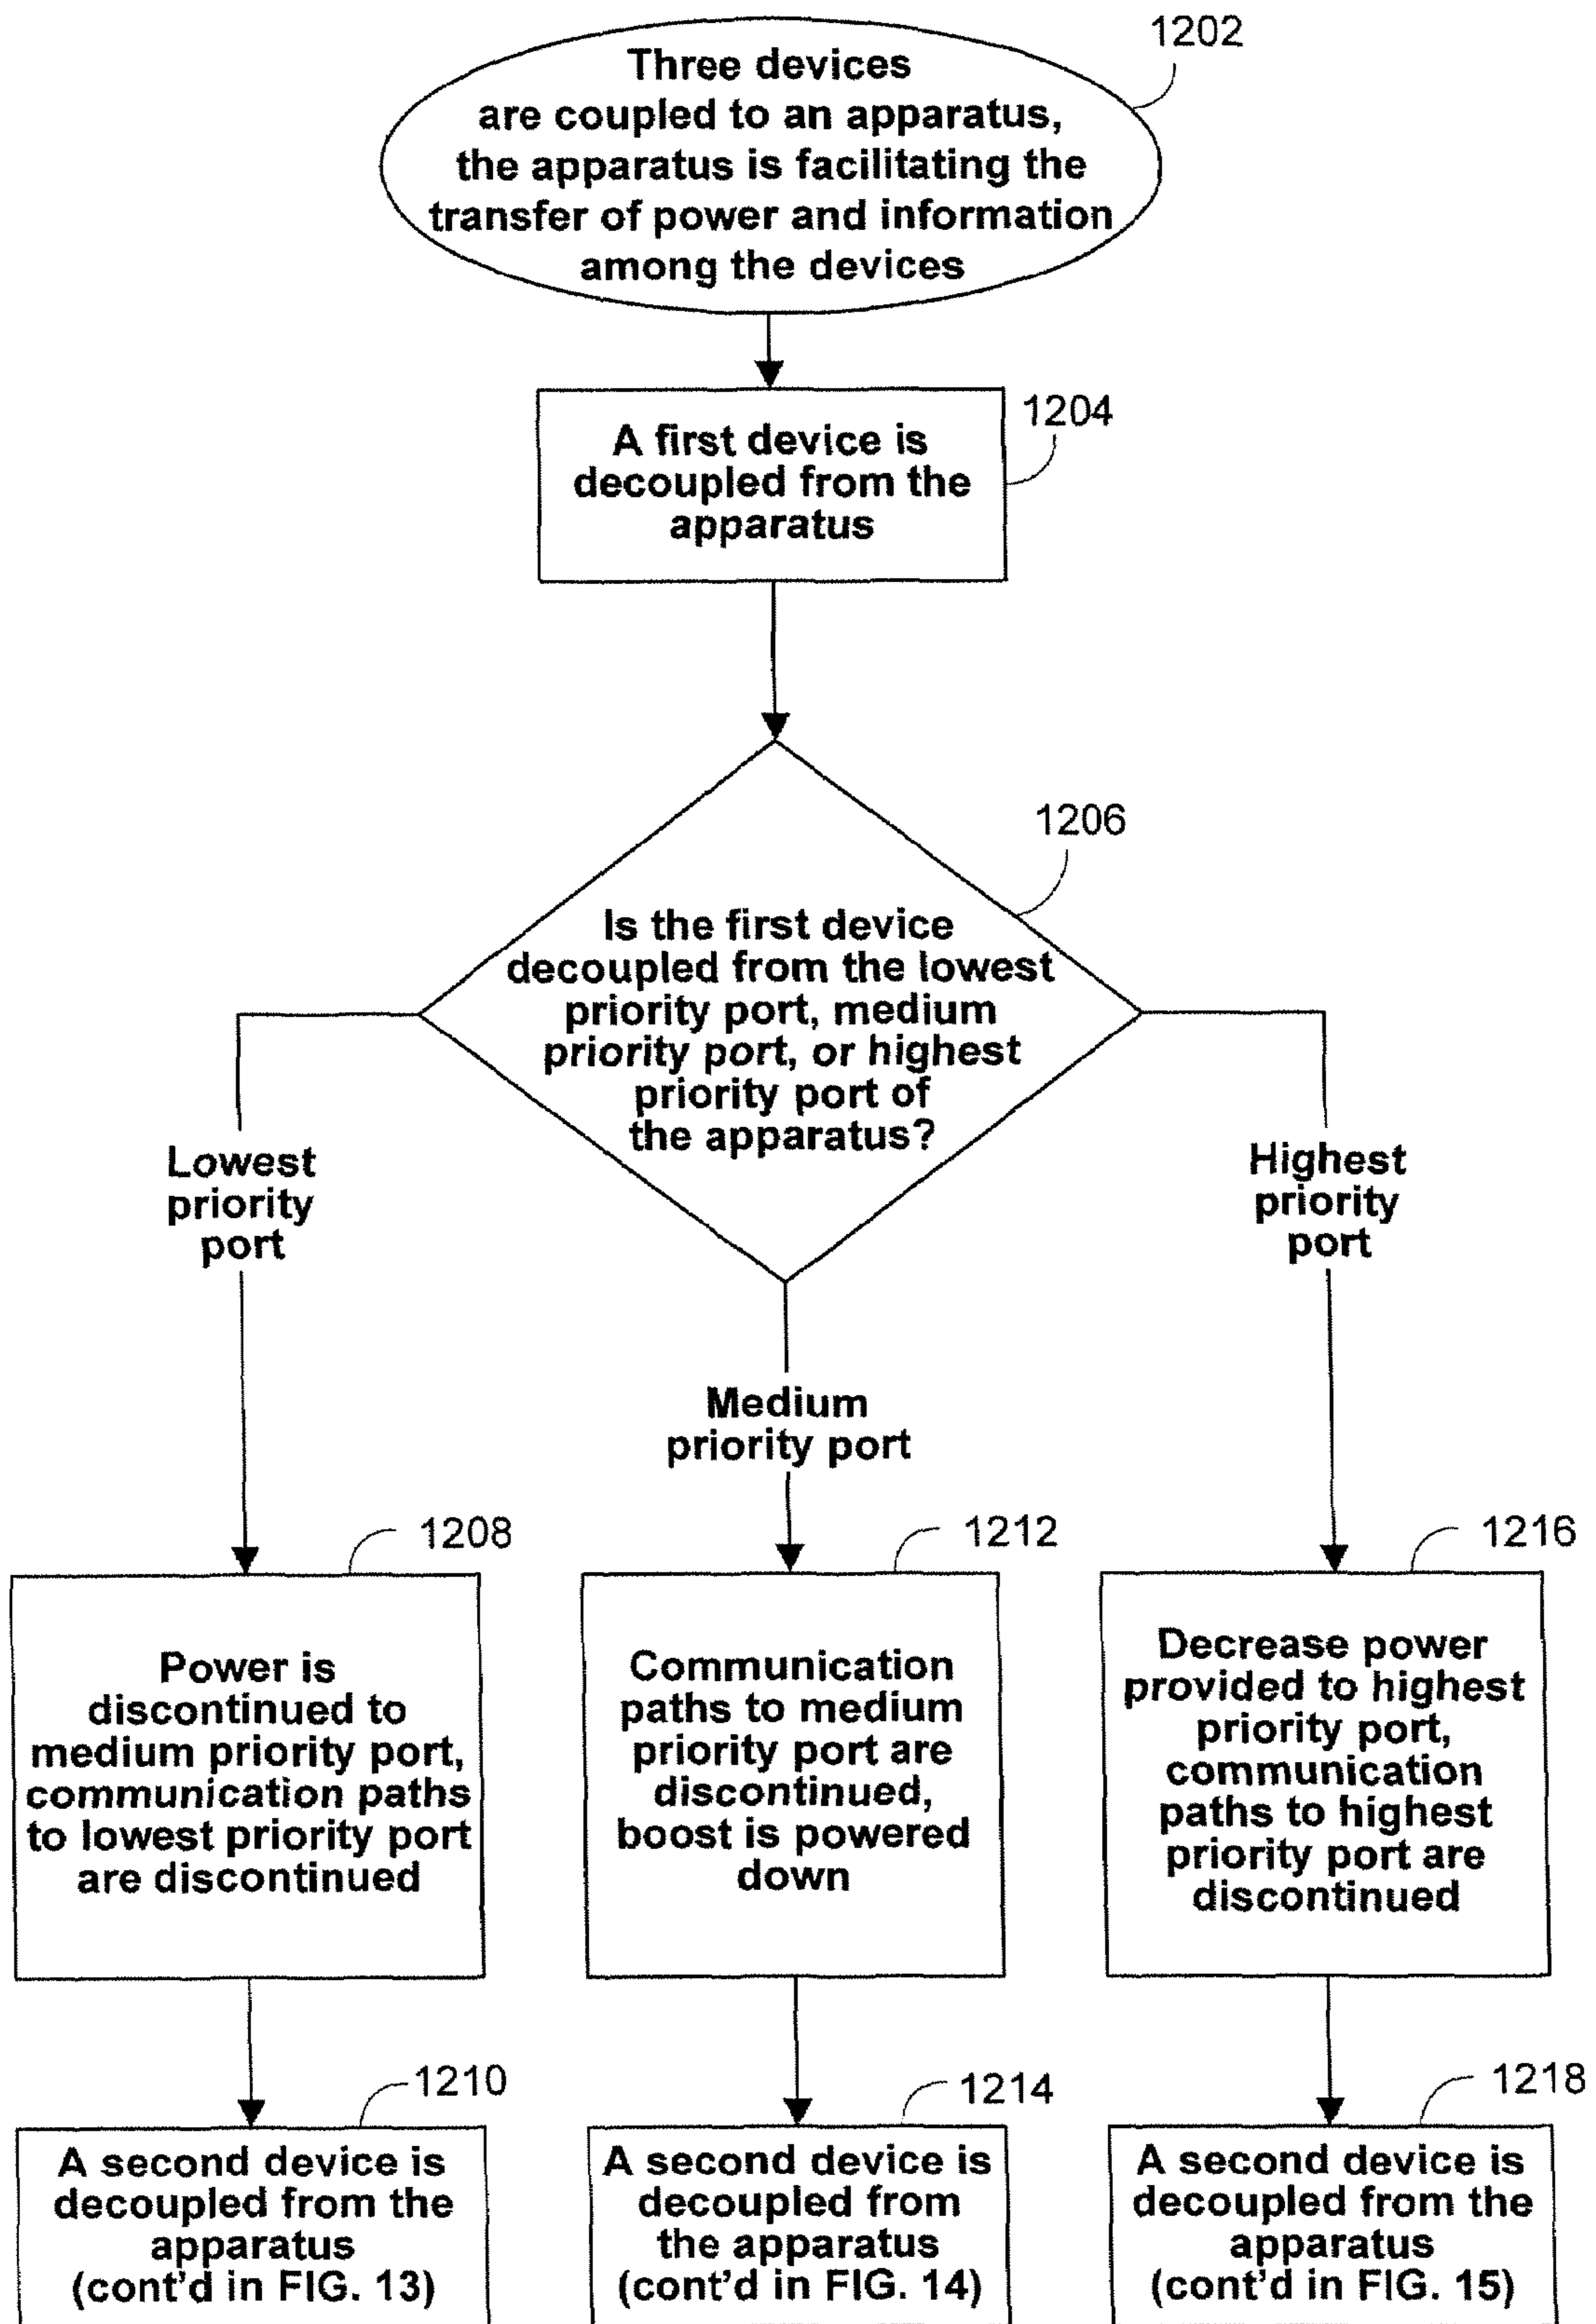 1202
Three devices
are coupled to an apparatus,
the apparatus is facilitating the
transfer of power and information
among the devices
1204
A first device is
decoupled from the
apparatus
1206
Is the first device
decoupled from the lowest
priority port, medium
priority port, or highest
priority port of
the apparatus?
Lowest
priority
port
Medium
priority port
Highest
priority
port
1208
Power is
discontinued to
medium priority port,
communication paths
to lowest priority port
are discontinued
1212
Communication
paths to medium
priority port are
discontinued,
boost is powered
down
1216
Decrease power
provided to highest
priority port,
communication
paths to highest
priority port are
discontinued
1210
A second device is
decoupled from the
apparatus
(cont'd in FIG. 13)
1214
A second device is
decoupled from
the apparatus
(cont'd in FIG. 14)
1218
A second device is
decoupled from the
apparatus
(cont'd in FIG. 15)